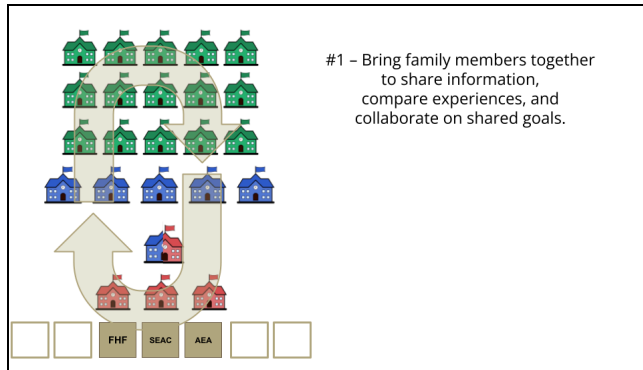 #1 – Bring family members together
to share information,
compare experiences, and
collaborate on shared goals.
FHF SEAC AEA